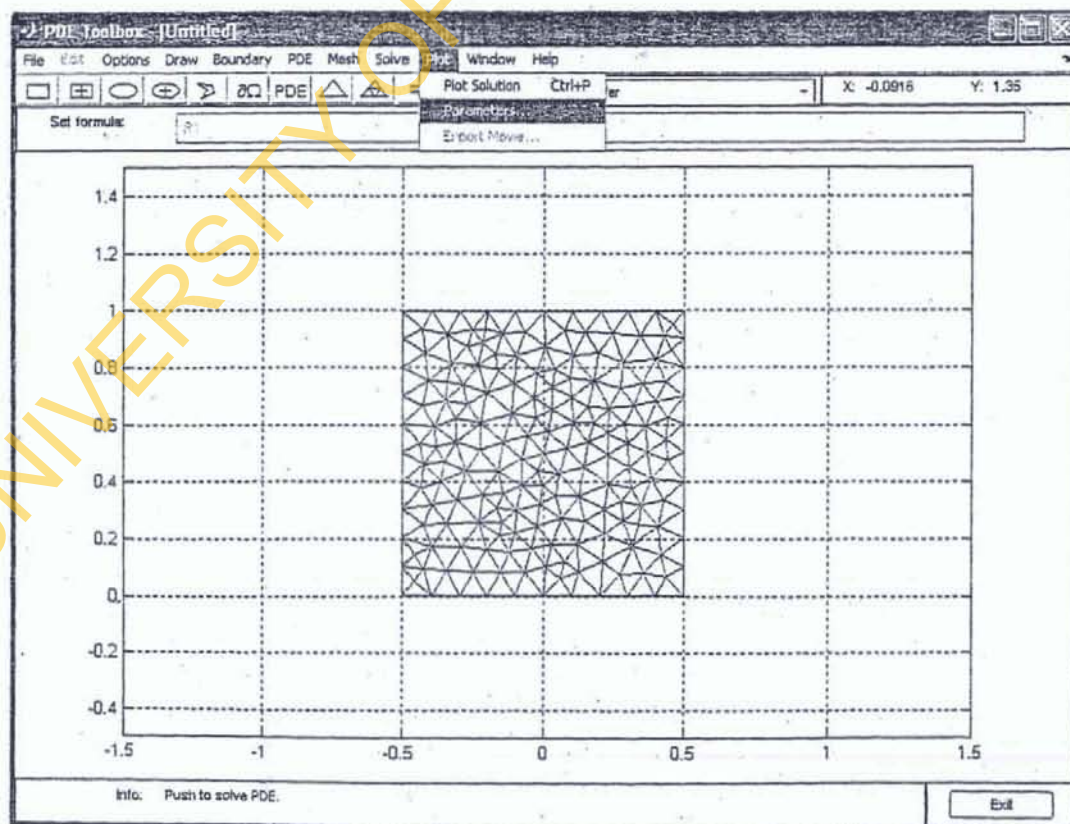 PDE Toolbox - [Untitled]
File Edit Options Draw Boundary PDE Mesh Solve Plot Window Help
∂Ω PDE
Plot Solution Ctrl+P
er
X: -0.0916 Y: 1.35
Parameters...
Export Movie...
Set formula: R1
1.4
1.2
1
0.8
0.6
0.4
0.2
0
-0.2
-0.4
-1.5 -1 -0.5 0 0.5 1 1.5
Info: Push to solve PDE.
Exit
UNIVERSITY OF